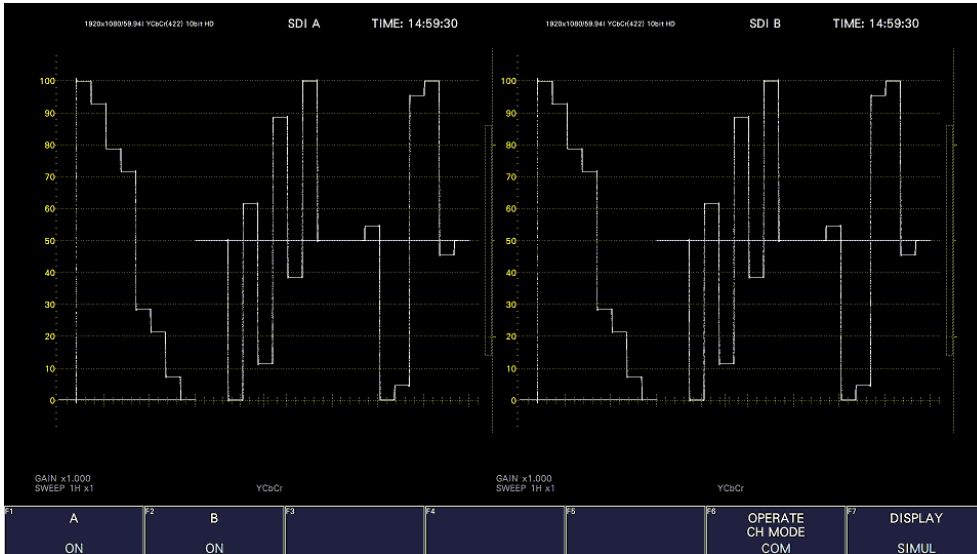 1920x1080/59.94I YCbCr(422) 10bit HD SDI A TIME: 14:59:30
1920x1080/59.94I YCbCr(422) 10bit HD SDI B TIME: 14:59:30
100
90
80
70
60
50
40
30
20
10
0
100
90
80
70
60
50
40
30
20
10
0
GAIN x1.000
SWEEP 1H x1 YCbCr
GAIN x1.000
SWEEP 1H x1 YCbCr
F1
A
ON
F2
B
ON
F3
F4
F5
F6
OPERATE
CH MODE
COM
F7
DISPLAY
SIMUL